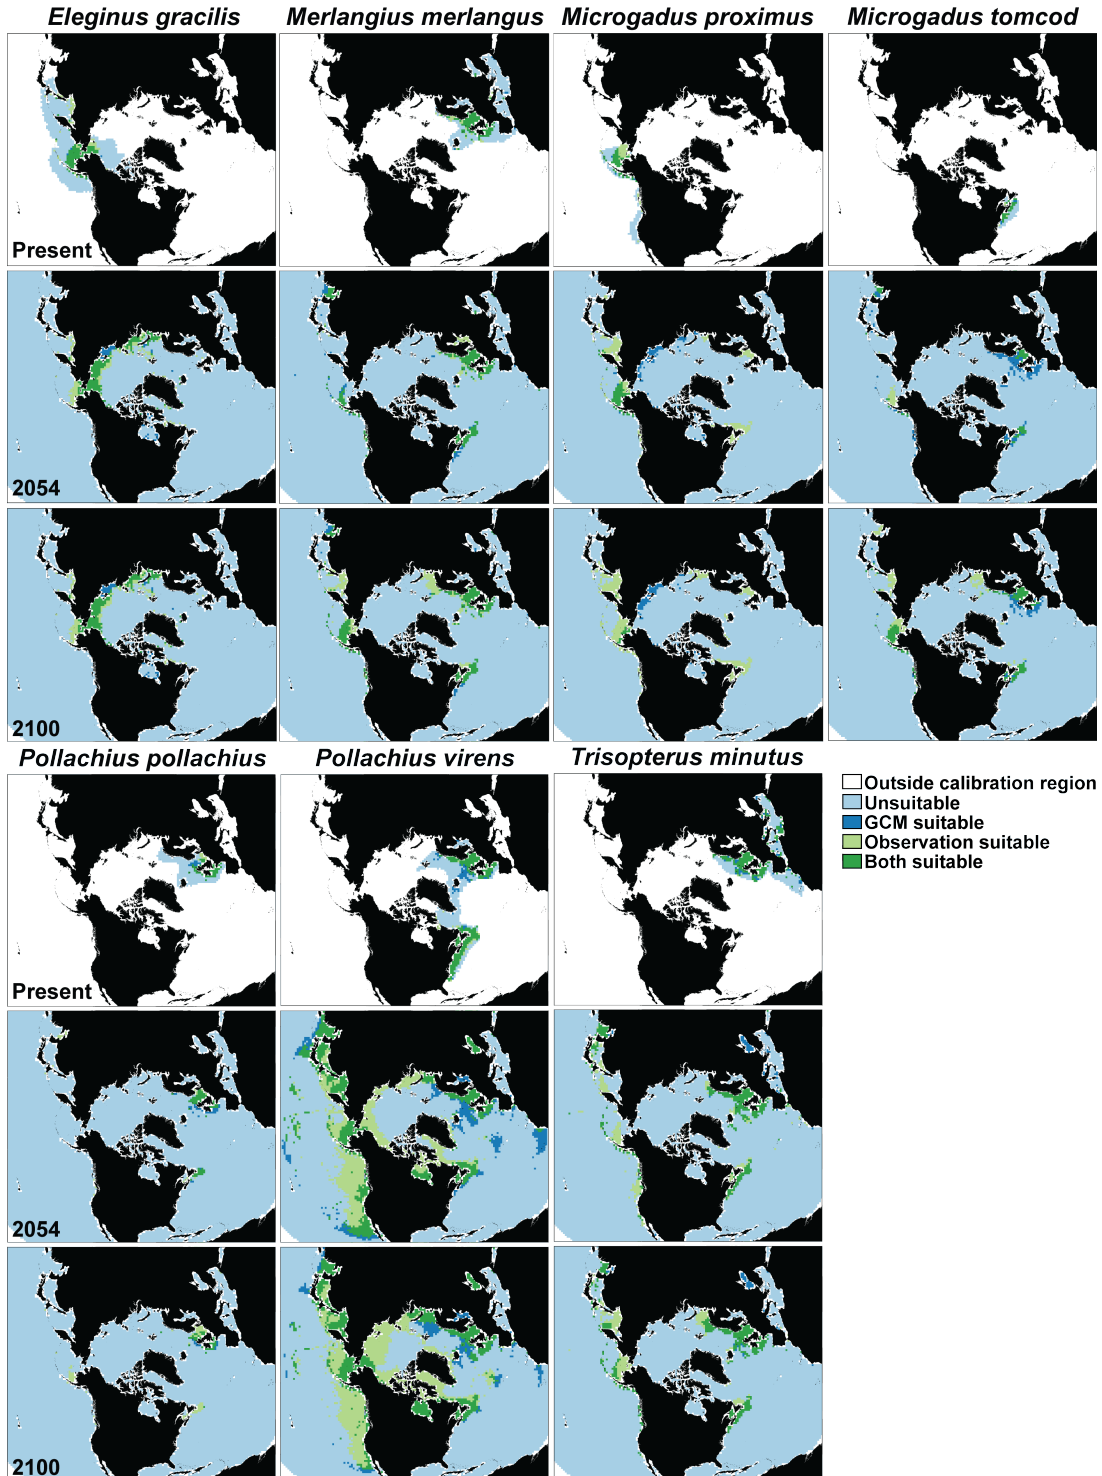 Eleginus gracilis
Merlangius merlangus
Microgadus proximus
Microgadus tomcod
Present
2054
2100
Pollachius pollachius
Pollachius virens
Trisopterus minutus
Outside calibration region
Unsuitable
GCM suitable
Observation suitable
Both suitable
Present
2054
2100